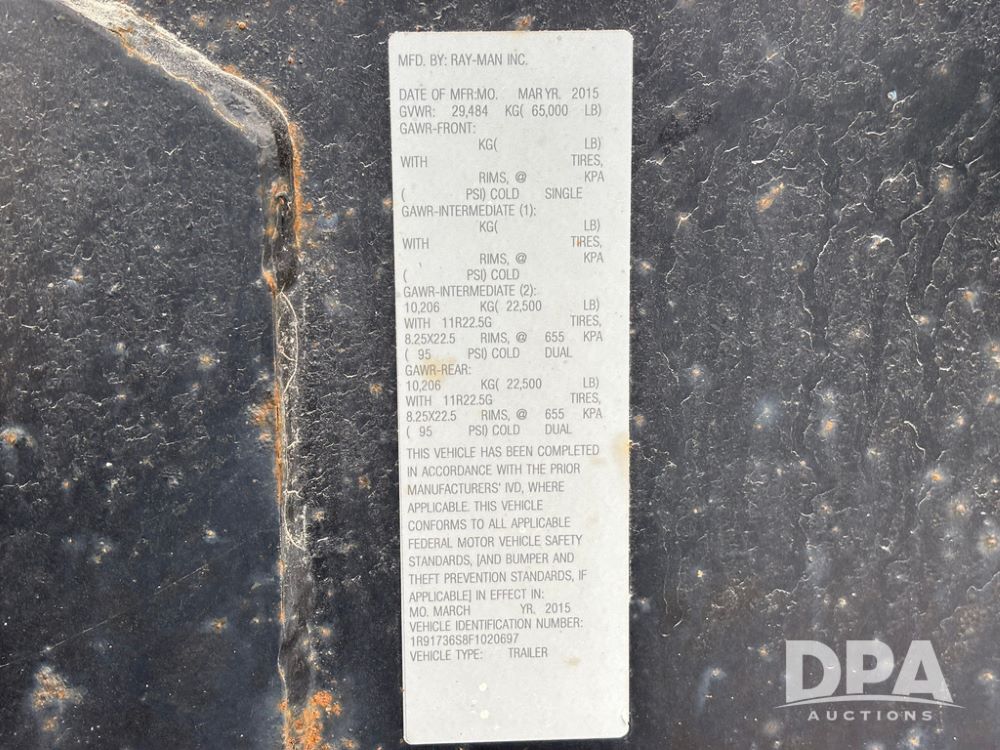 MFD. BY: RAY-MAN INC.
DATE OF MFR:MO. MAR YR. 2015
GVWR: 29,484 KG( 65,000 LB)
GAWR-FRONT:
KG( LB)
WITH TIRES,
RIMS, @ KPA
( PSI) COLD SINGLE
GAWR-INTERMEDIATE (1):
KG( LB)
WITH TIRES,
RIMS, @ KPA
( PSI) COLD
GAWR-INTERMEDIATE (2):
10,206 KG( 22,500 LB)
WITH 11R22.5G TIRES,
8.25X22.5 RIMS, @ 655 KPA
( 95 PSI) COLD DUAL
GAWR-REAR:
10,206 KG( 22,500 LB)
WITH 11R22.5G TIRES,
8.25X22.5 RIMS, @ 655 KPA
( 95 PSI) COLD DUAL
THIS VEHICLE HAS BEEN COMPLETED
IN ACCORDANCE WITH THE PRIOR
MANUFACTURERS' IVD, WHERE
APPLICABLE. THIS VEHICLE
CONFORMS TO ALL APPLICABLE
FEDERAL MOTOR VEHICLE SAFETY
STANDARDS, [AND BUMPER AND
THEFT PREVENTION STANDARDS, IF
APPLICABLE] IN EFFECT IN:
MO. MARCH YR. 2015
VEHICLE IDENTIFICATION NUMBER:
1R91736S8F1020697
VEHICLE TYPE: TRAILER
DPA
AUCTIONS